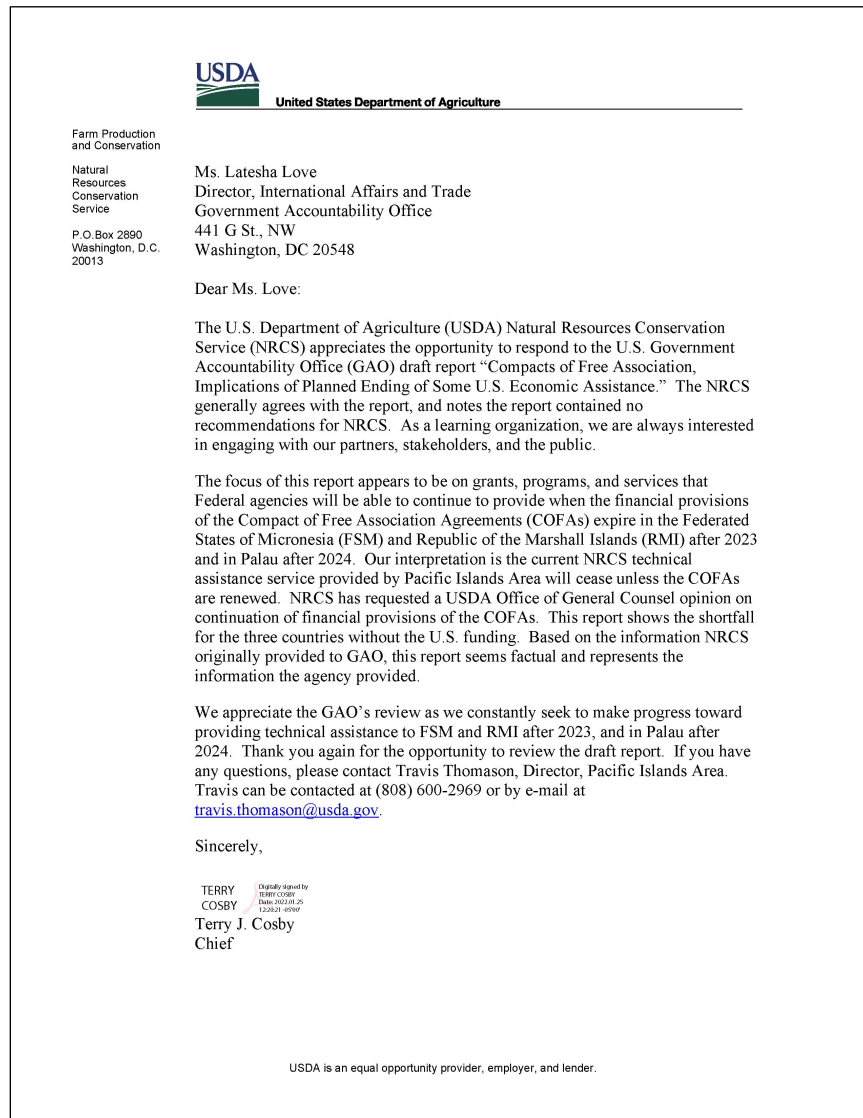 USDA
United States Department of Agriculture
Farm Production
and Conservation
Natural
Resources
Conservation
Service
P.O.Box 2890
Washington, D.C.
20013
Ms. Latesha Love
Director, International Affairs and Trade
Government Accountability Office
441 G St., NW
Washington, DC 20548
Dear Ms. Love:
The U.S. Department of Agriculture (USDA) Natural Resources Conservation
Service (NRCS) appreciates the opportunity to respond to the U.S. Government
Accountability Office (GAO) draft report “Compacts of Free Association,
Implications of Planned Ending of Some U.S. Economic Assistance.”  The NRCS
generally agrees with the report, and notes the report contained no
recommendations for NRCS.  As a learning organization, we are always interested
in engaging with our partners, stakeholders, and the public.
The focus of this report appears to be on grants, programs, and services that
Federal agencies will be able to continue to provide when the financial provisions
of the Compact of Free Association Agreements (COFAs) expire in the Federated
States of Micronesia (FSM) and Republic of the Marshall Islands (RMI) after 2023
and in Palau after 2024.  Our interpretation is the current NRCS technical
assistance service provided by Pacific Islands Area will cease unless the COFAs
are renewed.  NRCS has requested a USDA Office of General Counsel opinion on
continuation of financial provisions of the COFAs.  This report shows the shortfall
for the three countries without the U.S. funding.  Based on the information NRCS
originally provided to GAO, this report seems factual and represents the
information the agency provided.
We appreciate the GAO’s review as we constantly seek to make progress toward
providing technical assistance to FSM and RMI after 2023, and in Palau after
2024.  Thank you again for the opportunity to review the draft report.  If you have
any questions, please contact Travis Thomason, Director, Pacific Islands Area.
Travis can be contacted at (808) 600-2969 or by e-mail at
travis.thomason@usda.gov.
Sincerely,
TERRY
COSBY
Digitally signed by
TERRY COSBY
Date: 2022.01.25
12:20:21 -05'00'
Terry J. Cosby
Chief
USDA is an equal opportunity provider, employer, and lender.